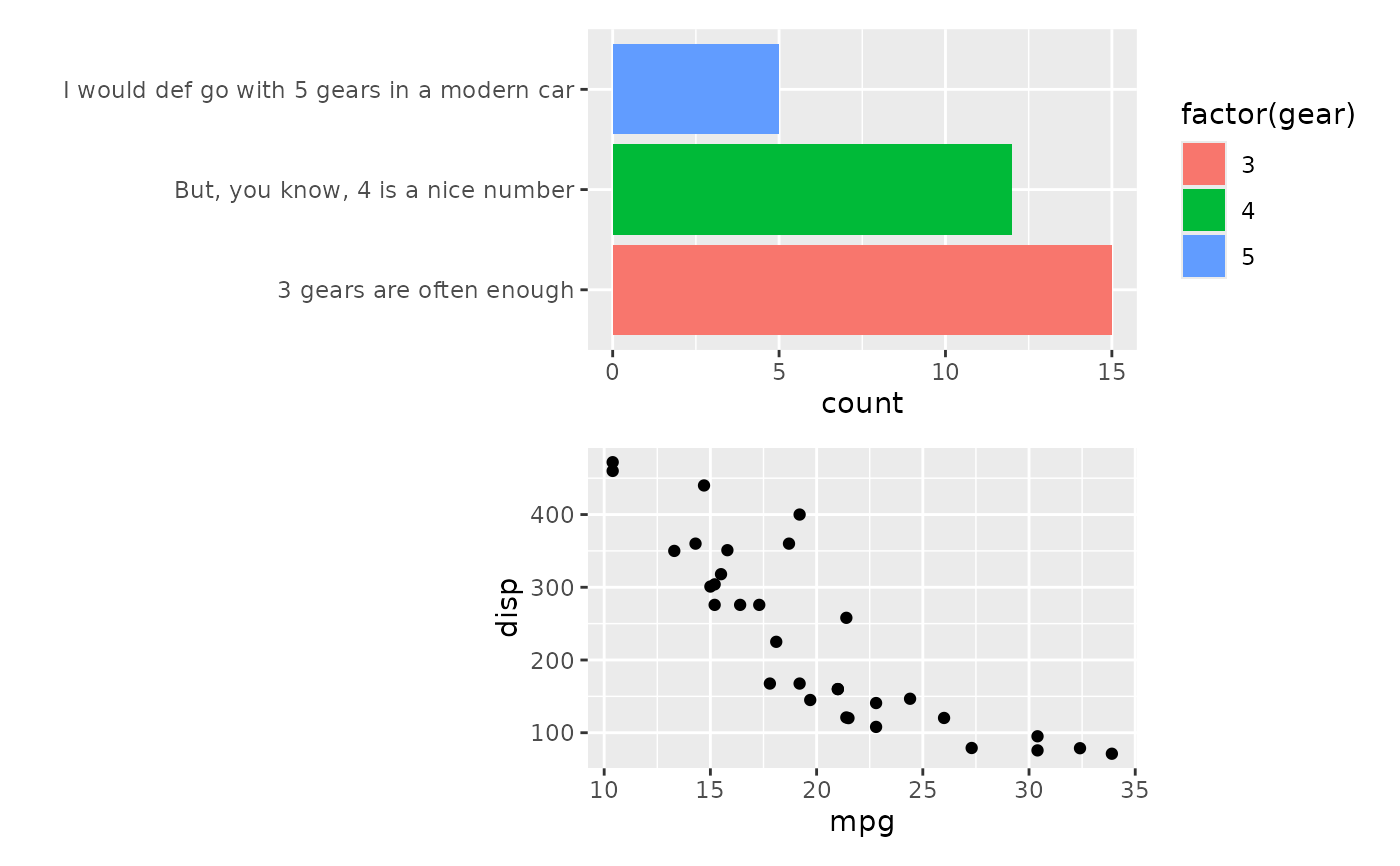 I would def go with 5 gears in a modern car
But, you know, 4 is a nice number
3 gears are often enough
0 5 10 15
count
factor(gear)
3
4
5
disp
400
300
200
100
10 15 20 25 30 35
mpg